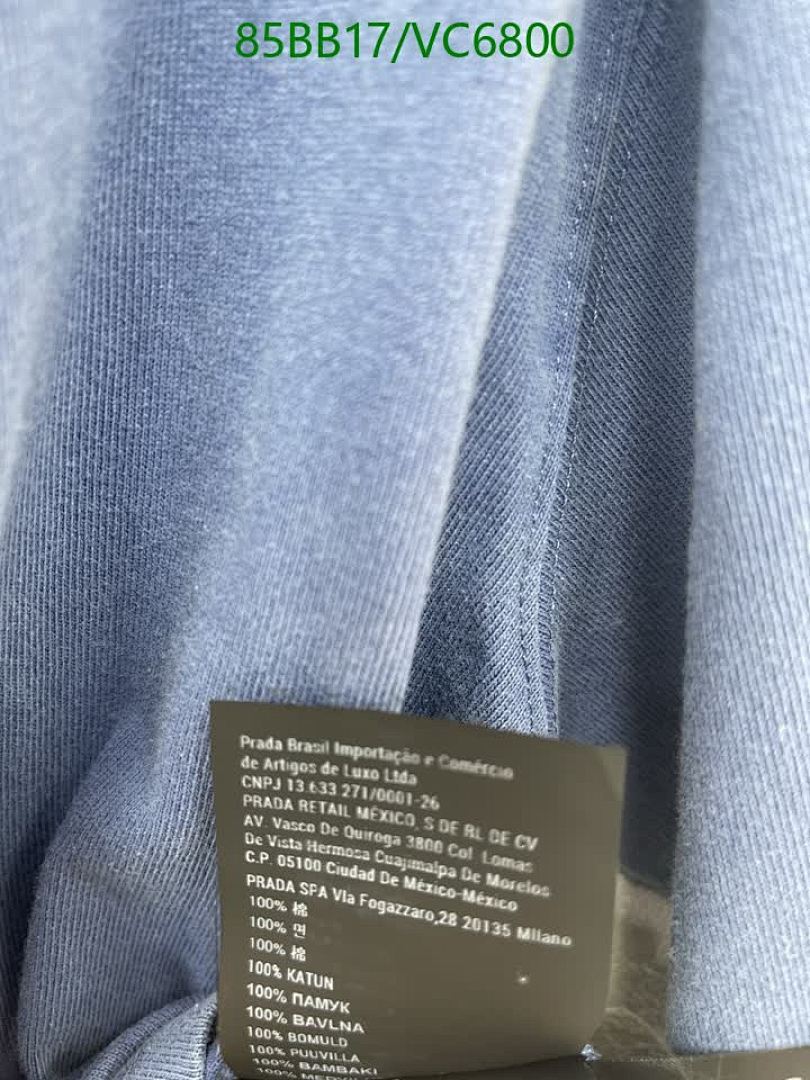 85BB17/VC6800
Prada Brasil Importação e Comércio
de Artigos de Luxo Ltda
CNPJ 13.633.271/0001-26
PRADA RETAIL MÉXICO, S DE RL DE CV
AV. Vasco De Quiroga 3800 Col. Lomas
De Vista Hermosa Cuajimalpa De Morelos
C.P. 05100 Ciudad De México-México
PRADA SPA VIa Fogazzaro,28 20135 MIlano
100% 棉
100% 면
100% 棉
100% KATUN
100% ПАМУК
100% BAVLNA
100% BOMULD
100% PUUVILLA
100% BAMBAKI